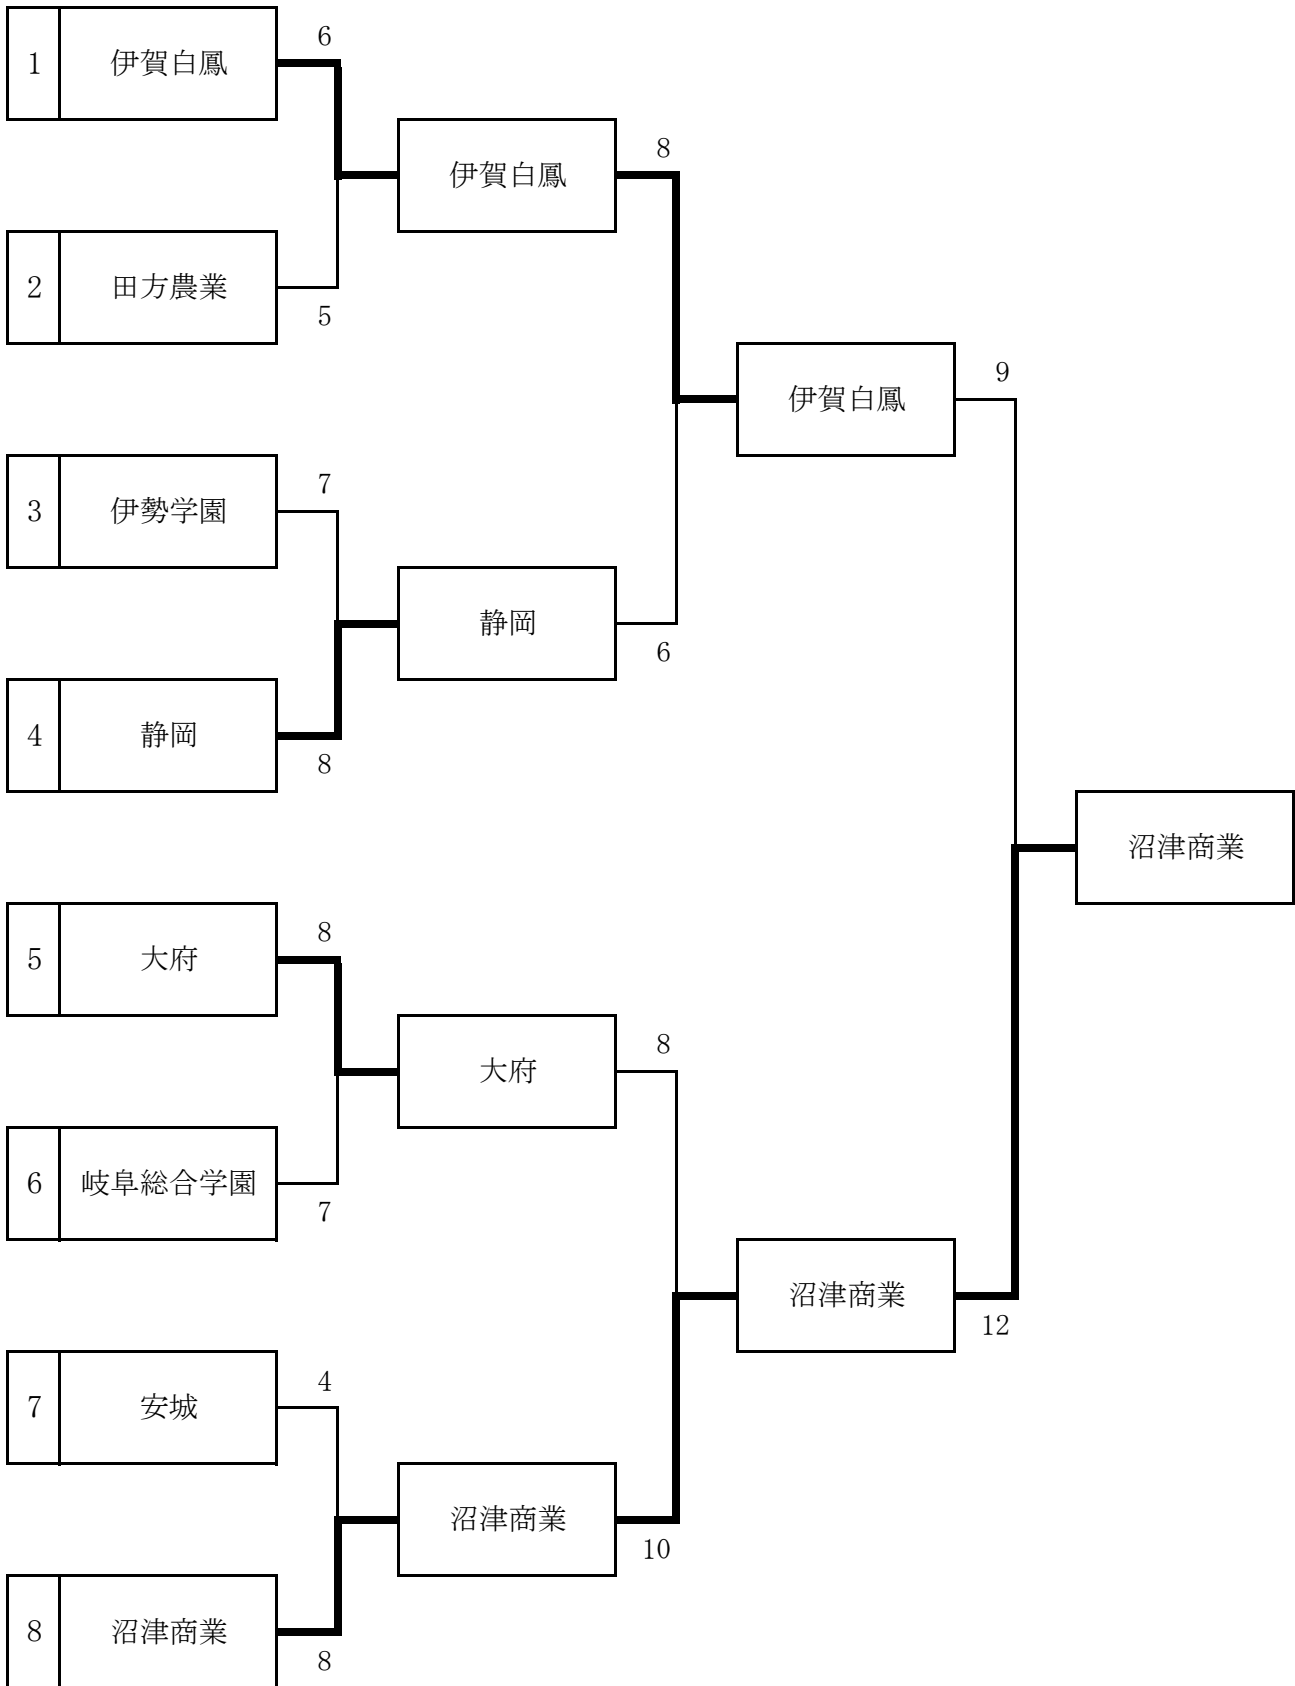 6
1 伊賀白鳳
8
伊賀白鳳
2 田方農業
5
9
伊賀白鳳
7
3 伊勢学園
静岡
6
4 静岡
8
沼津商業
8
5 大府
8
大府
6 岐阜総合学園
7
沼津商業
12
4
7 安城
沼津商業
10
8 沼津商業
8